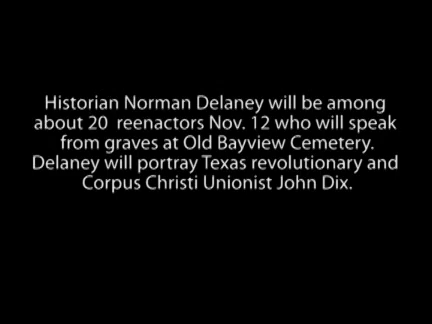 Historian Norman Delaney will be among
about 20  reenactors Nov. 12 who will speak
from graves at Old Bayview Cemetery.
Delaney will portray Texas revolutionary and
Corpus Christi Unionist John Dix.